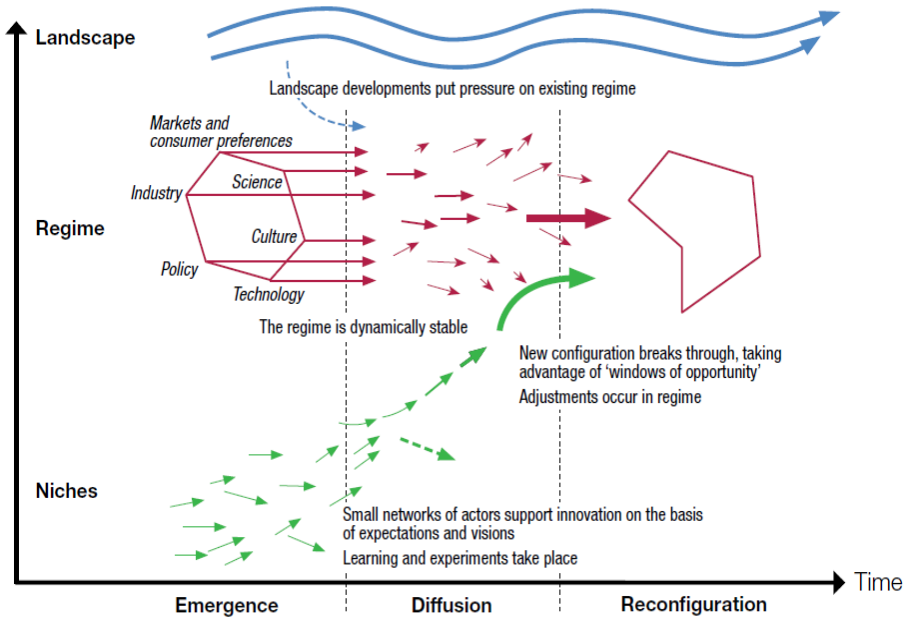 Landscape
Landscape developments put pressure on existing regime
Markets and
consumer preferences
Science
Industry
Regime
Culture
Policy
Technology
The regime is dynamically stable
New configuration breaks through, taking
advantage of ‘windows of opportunity’
Adjustments occur in regime
Niches
Small networks of actors support innovation on the basis
of expectations and visions
Learning and experiments take place
Time
Emergence
Diffusion
Reconfiguration